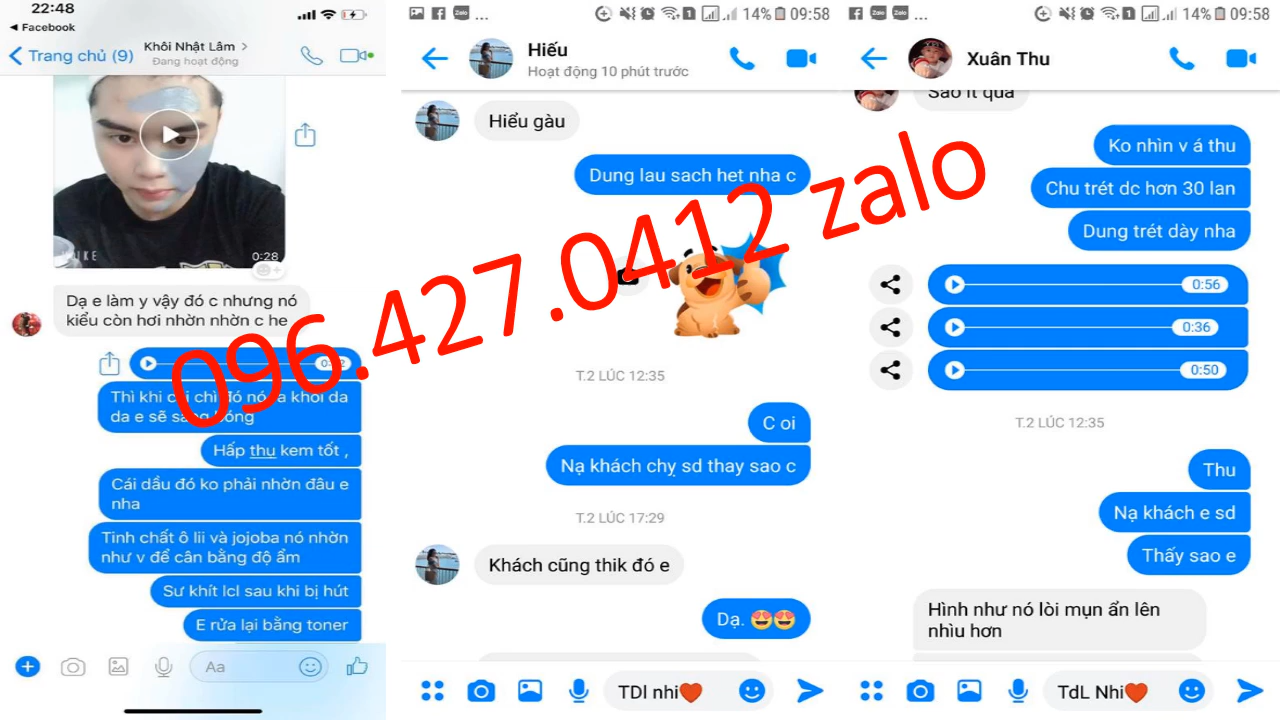 22:48
Facebook
Trang chủ (9)
Khôi Nhật Lâm
Đang hoạt động
0:28
Dạ e làm y vậy đó c nhưng nó
kiểu còn hơi nhờn nhờn c he
Thì khi
đó nó
khỏi da
da e sẽ
Hấp thụ kem tốt ,
Cái dầu đó ko phải nhờn đâu e
nha
Tinh chất ô lii và jojoba nó nhờn
như v để cân bằng độ ẩm
Sư khít lcl sau khi bị hút
E rửa lại bằng toner
Aa
Zalo
...
14%
09:58
Hiếu
Hoạt động 10 phút trước
Hiểu gàu
Dung lau sach het nha c
T.2 LÚC 12:35
C oi
Nạ khách chỵ sd thay sao c
T.2 LÚC 17:29
Khách cũng thik đó e
Dạ. 😍😍
TDl nhi❤️
Zalo
...
14%
09:58
Xuân Thu
Sao ít quá
Ko nhìn v á thu
Chu trét dc hơn 30 lan
Dung trét dày nha
0:56
0:36
0:50
T.2 LÚC 12:35
Thu
Nạ khách e sd
Thấy sao e
Hình như nó lòi mụn ẩn lên
nhìu hơn
TdL Nhi❤️
096.427.0412 zalo